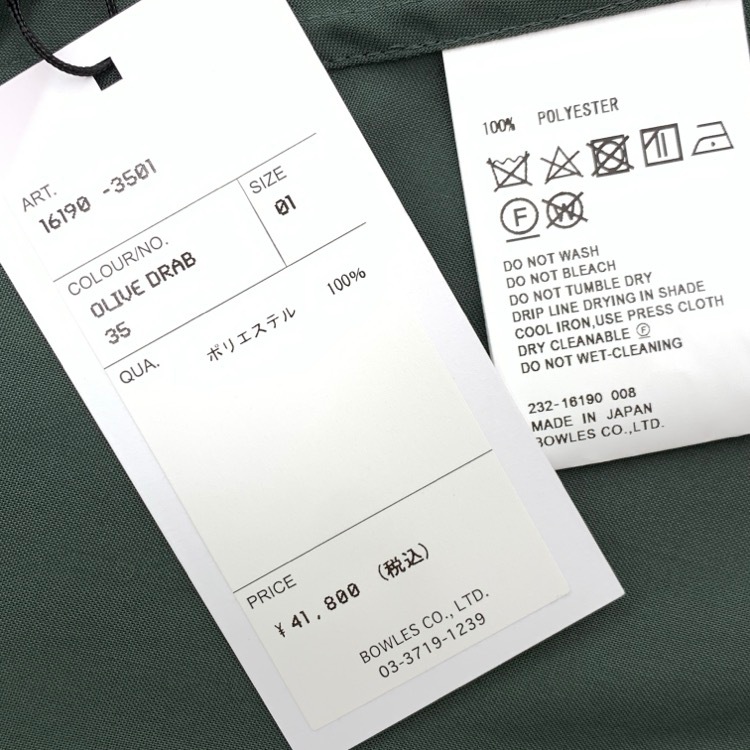 ART.
16190 -3501
COLOUR/NO.
OLIVE DRAB
35
SIZE
01
QUA.
ポリエステル 100%
PRICE
¥ 41,800 (税込)
BOWLES CO., LTD.
03-3719-1239
100% POLYESTER
F
W
DO NOT WASH
DO NOT BLEACH
DO NOT TUMBLE DRY
DRIP LINE DRYING IN SHADE
COOL IRON,USE PRESS CLOTH
DRY CLEANABLE Ⓕ
DO NOT WET-CLEANING
232-16190 008
MADE IN JAPAN
BOWLES CO.,LTD.